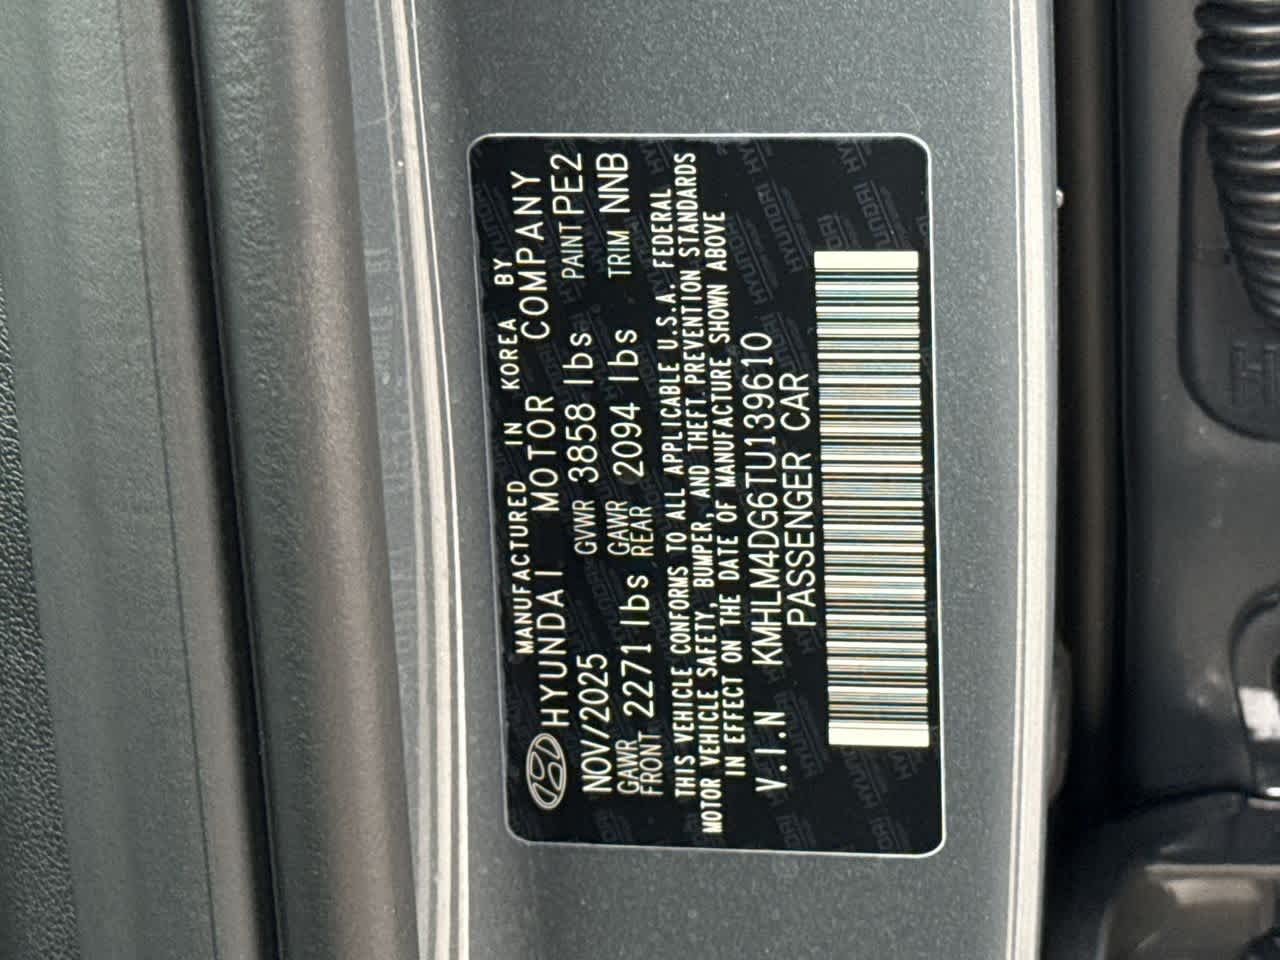 MANUFACTURED IN KOREA BY
HYUNDAI MOTOR COMPANY
NOV/2025 GVWR 3858 lbs PAINT PE2
GAWR FRONT 2271 lbs GAWR REAR 2094 lbs TRIM NNB
THIS VEHICLE CONFORMS TO ALL APPLICABLE U.S.A. FEDERAL
MOTOR VEHICLE SAFETY, BUMPER, AND THEFT PREVENTION STANDARDS
IN EFFECT ON THE DATE OF MANUFACTURE SHOWN ABOVE
V.I.N KMHLM4DG6TU139610
PASSENGER CAR